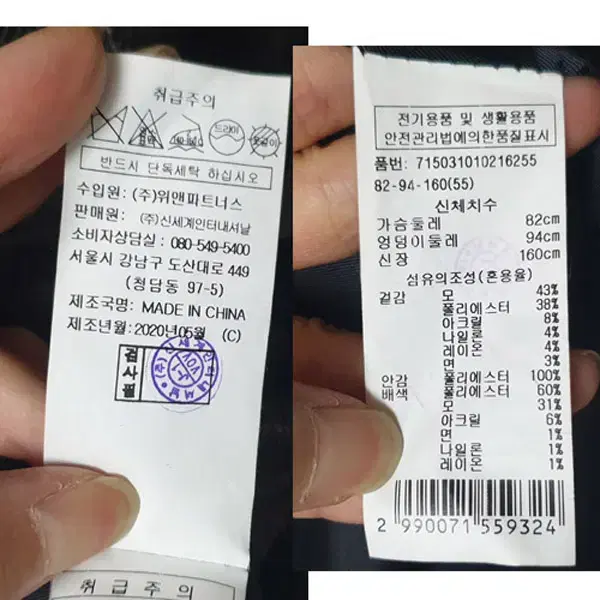 취급주의
드라이
반드시 단독세탁 하십시오
수입원: (주)위앤파트너스
판매원: (주)신세계인터내셔날
소비자상담실: 080-549-5400
서울시 강남구 도산대로 449
(청담동 97-5)
제조국명: MADE IN CHINA
제조년월: 2020년05월 (C)
검사필
취급주의
전기용품 및 생활용품
안전관리법에의한품질표시
품번: 715031010216255
82-94-160(55)
신체치수
가슴둘레 82cm
엉덩이둘레 94cm
신장 160cm
섬유의조성(혼용율)
겉감 모 43%
폴리에스터 38%
아크릴 8%
나일론 4%
레이온 4%
면 3%
안감 폴리에스터 100%
배색 폴리에스터 60%
모 31%
아크릴 6%
면 1%
나일론 1%
레이온 1%
2 990071 559324